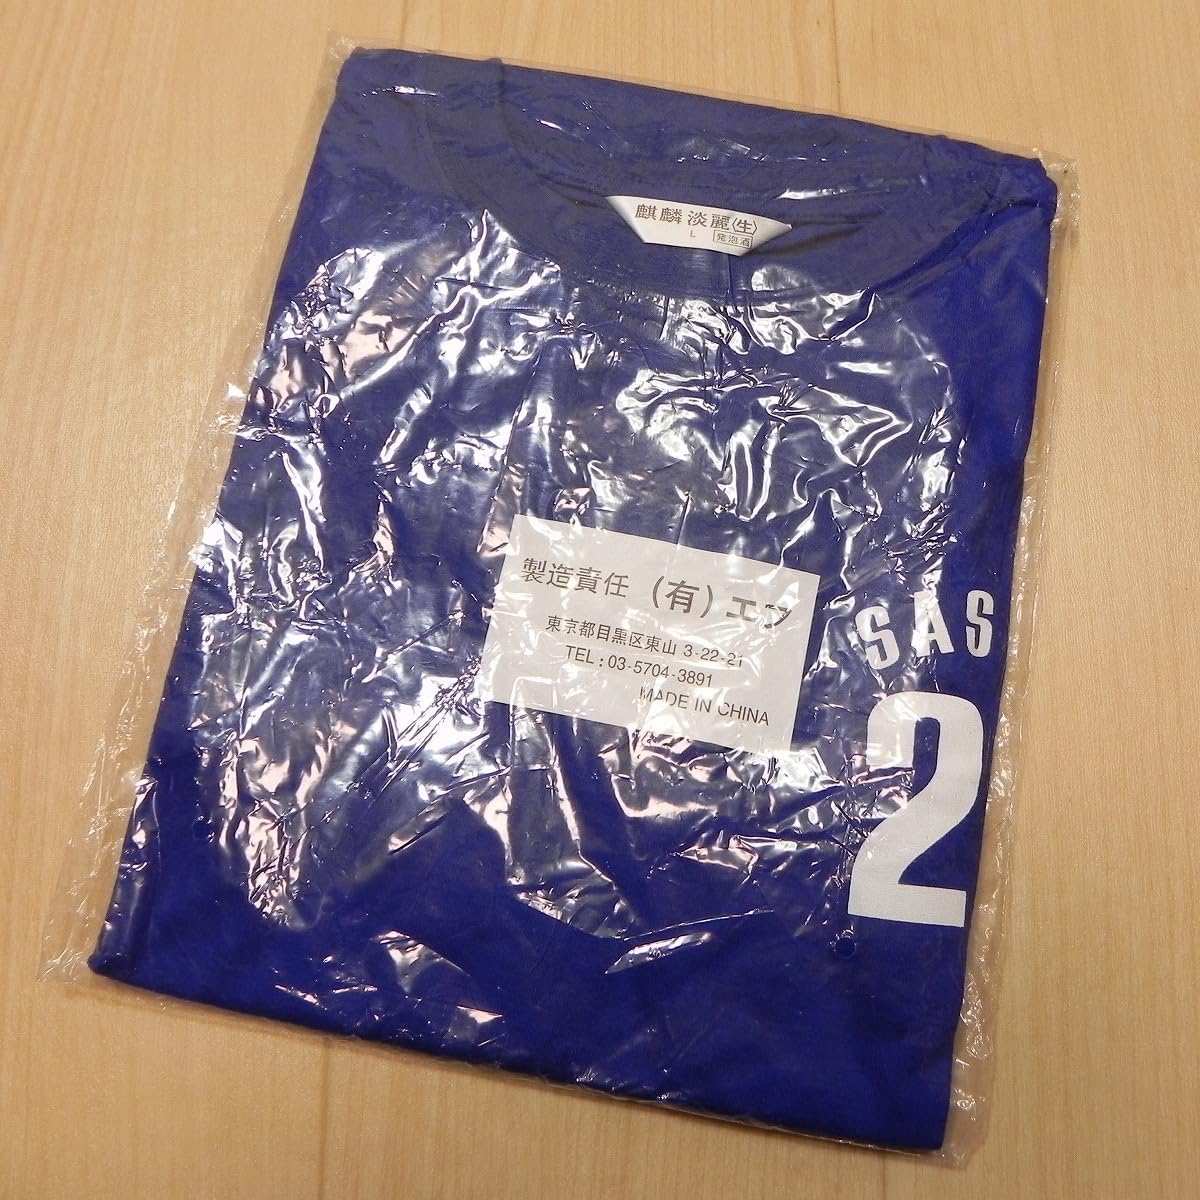 麒麟淡麗〈生〉
L 発泡酒
製造責任 (有) エフ
東京都目黒区東山 3-22-21
TEL : 03-5704-3891
MADE IN CHINA
SAS
2